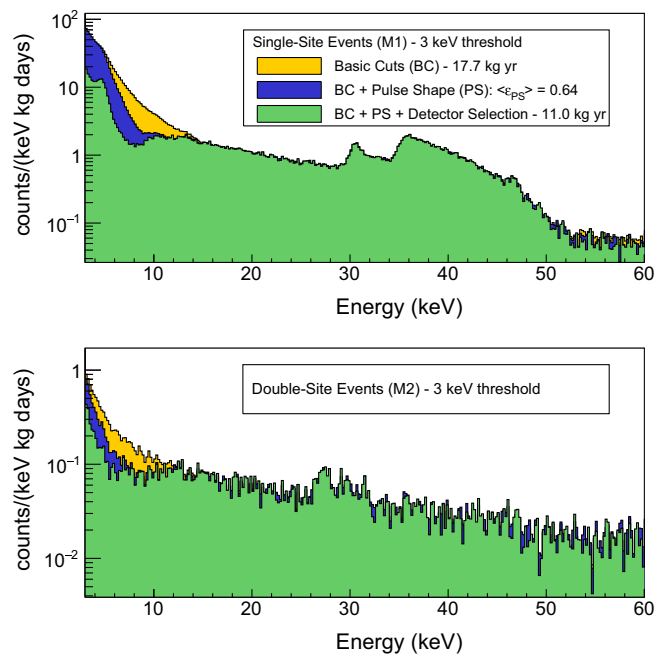 10²
10
1
10⁻¹
counts/(keV kg days)
Single-Site Events (M1) - 3 keV threshold
Basic Cuts (BC) - 17.7 kg yr
BC + Pulse Shape (PS): <ε_PS> = 0.64
BC + PS + Detector Selection - 11.0 kg yr
10 20 30 40 50 60
Energy (keV)
1
10⁻¹
10⁻²
counts/(keV kg days)
Double-Site Events (M2) - 3 keV threshold
10 20 30 40 50 60
Energy (keV)